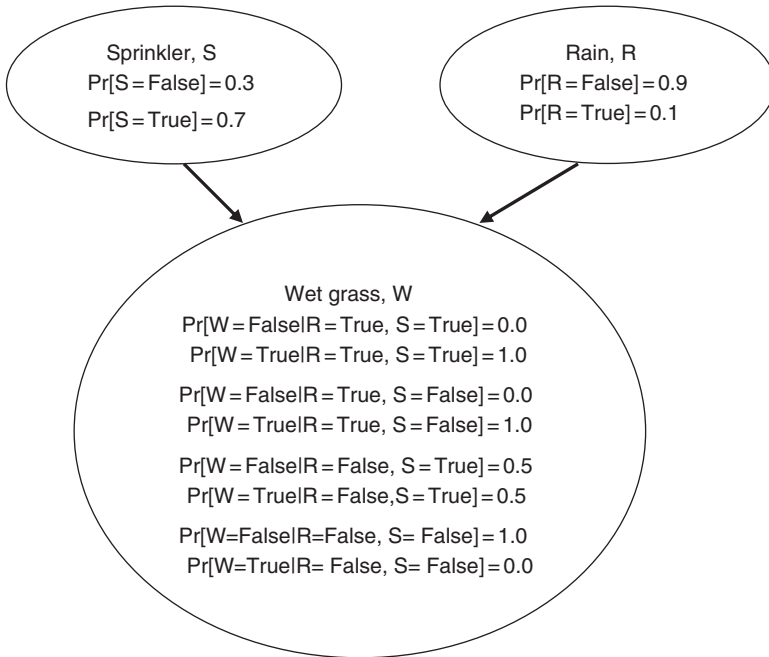 Sprinkler, S
Pr[S=False]=0.3
Pr[S=True]=0.7
Rain, R
Pr[R=False]=0.9
Pr[R=True]=0.1
Wet grass, W
Pr[W=False|R=True, S=True]=0.0
Pr[W=True|R=True, S=True]=1.0
Pr[W=False|R=True, S=False]=0.0
Pr[W=True|R=True, S=False]=1.0
Pr[W=False|R=False, S=True]=0.5
Pr[W=True|R=False,S=True]=0.5
Pr[W=False|R=False, S= False]=1.0
Pr[W=True|R= False, S= False]=0.0